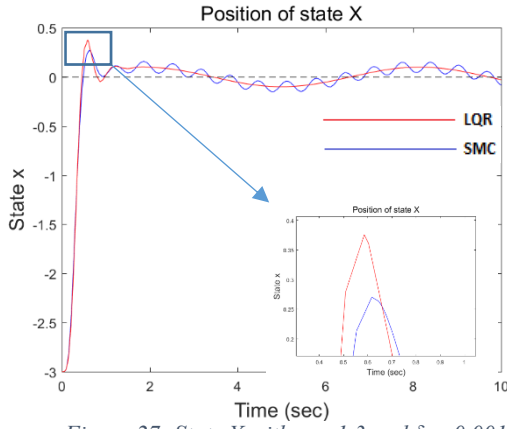 Position of state X
0.5
0
-0.5
-1
-1.5
-2
-2.5
-3
State x
LQR
SMC
Position of state X
0.4
0.35
0.3
0.25
0.2
State x
0.4 0.5 0.6 0.7 0.8 0.9 1
Time (sec)
0 2 4 6 8 10
Time (sec)